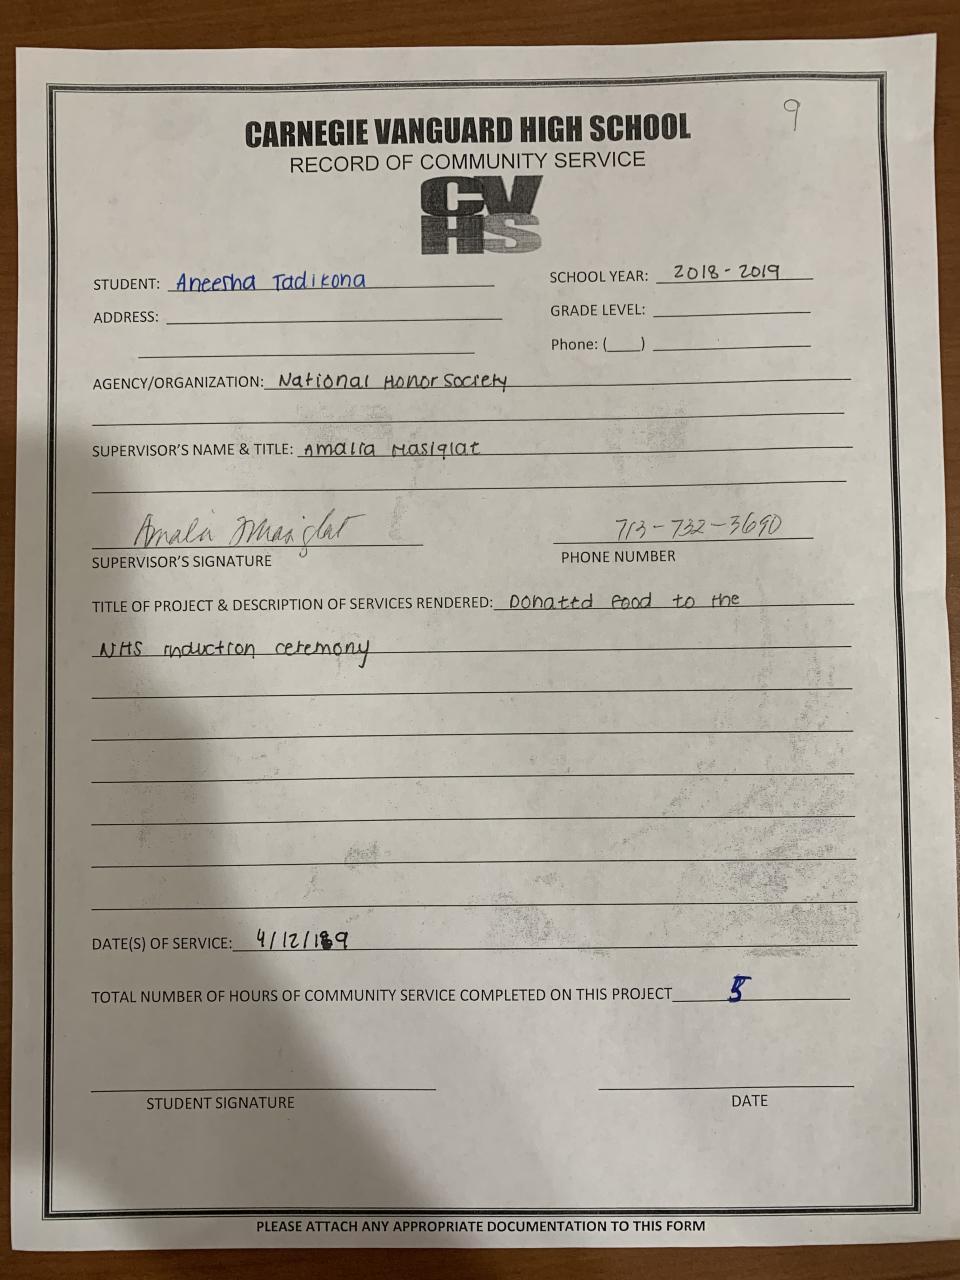 9
CARNEGIE VANGUARD HIGH SCHOOL
RECORD OF COMMUNITY SERVICE
CV
HS
STUDENT: Aneesha Tadikona
SCHOOL YEAR: 2018 - 2019
ADDRESS:
GRADE LEVEL:
Phone: (___)
AGENCY/ORGANIZATION: National Honor Society
SUPERVISOR'S NAME & TITLE: Amalia Masiglat
Amalia Masiglat
713-732-3690
SUPERVISOR'S SIGNATURE
PHONE NUMBER
TITLE OF PROJECT & DESCRIPTION OF SERVICES RENDERED: Donated food to the
NHS induction ceremony
DATE(S) OF SERVICE: 4/12/19
TOTAL NUMBER OF HOURS OF COMMUNITY SERVICE COMPLETED ON THIS PROJECT 5
STUDENT SIGNATURE
DATE
PLEASE ATTACH ANY APPROPRIATE DOCUMENTATION TO THIS FORM